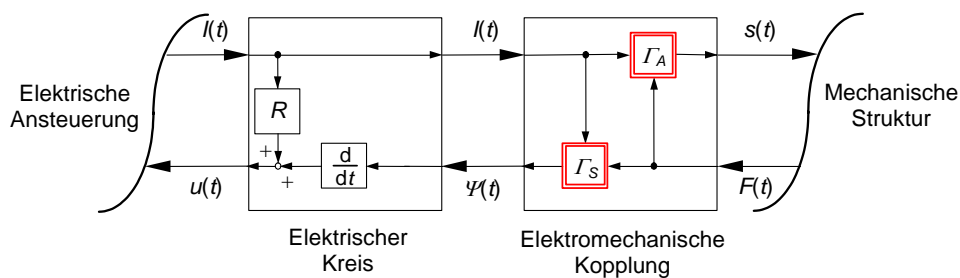 I(t)
I(t)
s(t)
Γ_A
Elektrische
Ansteuerung
R
Mechanische
Struktur
+
+
d
dt
Γ_S
u(t)
Ψ(t)
F(t)
Elektrischer
Kreis
Elektromechanische
Kopplung